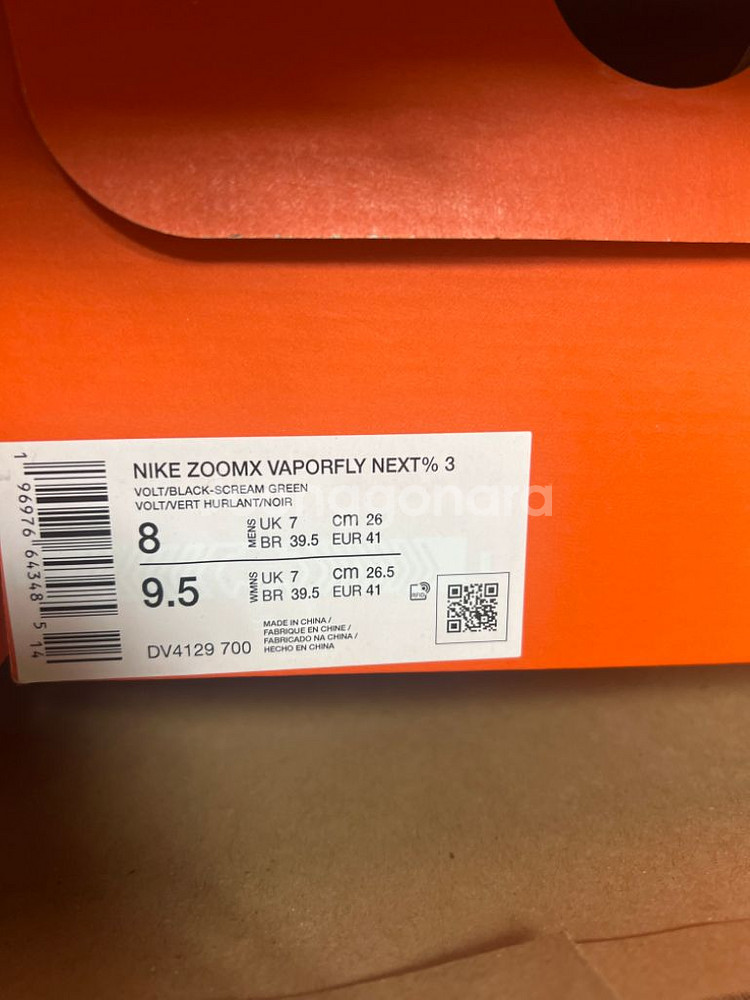 NIKE ZOOMX VAPORFLY NEXT% 3
VOLT/BLACK-SCREAM GREEN
VOLT/VERT HURLANT/NOIR
8 MENS UK 7 cm 26
BR 39.5 EUR 41
9.5 WMNS UK 7 cm 26.5
BR 39.5 EUR 41
RFID
DV4129 700
MADE IN CHINA /
FABRIQUE EN CHINE /
FABRICADO NA CHINA /
HECHO EN CHINA
1 96976 64348 5 14